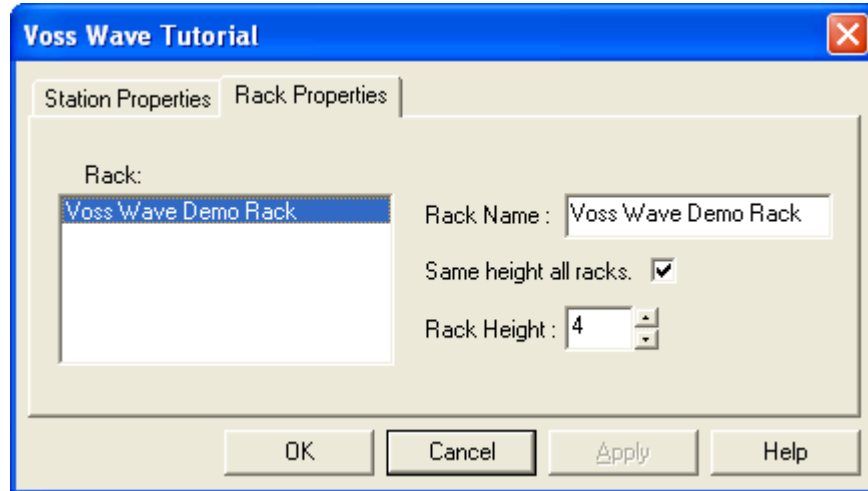 Voss Wave Tutorial
Station Properties
Rack Properties
Rack:
Voss Wave Demo Rack
Rack Name : Voss Wave Demo Rack
Same height all racks.
Rack Height : 4
OK
Cancel
Apply
Help